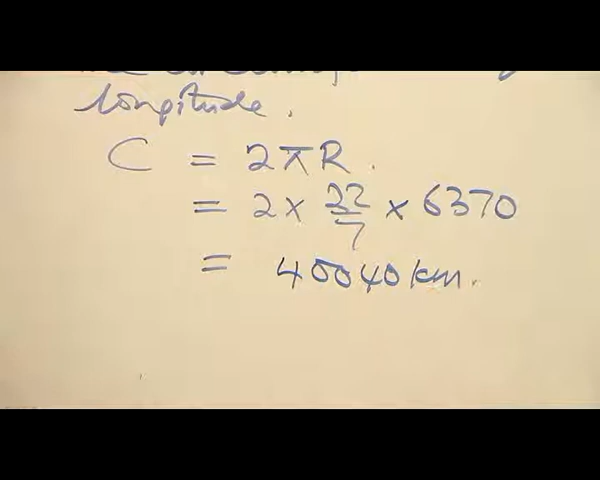 longitude.
C = 2πR.
= 2 × 22/7 × 6370
= 40040 km.